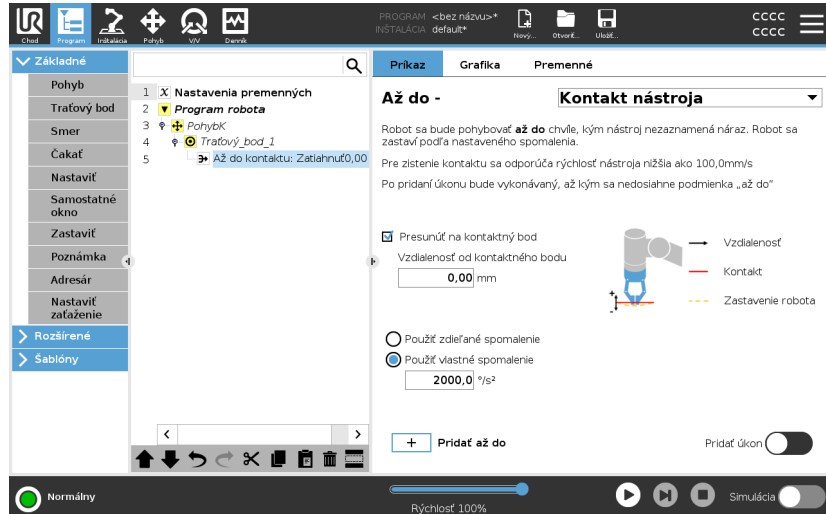 UR
Chod
Program
Inštalácia
Pohyb
V/V
Denník
PROGRAM <bez názvu>*
INŠTALÁCIA default*
Nový...
Otvoriť...
Uložiť...
CCCC
CCCC
Základné
Pohyb
Traťový bod
Smer
Čakať
Nastaviť
Samostatné
okno
Zastaviť
Poznámka
Adresár
Nastaviť
zaťaženie
Rozšírené
Šablóny
1 X Nastavenia premenných
2 Program robota
3 PohybK
4 Traťový_bod_1
5 Až do kontaktu: Zatiahnuť0,00
Príkaz Grafika Premenné
Až do - Kontakt nástroja
Robot sa bude pohybovať až do chvíle, kým nástroj nezaznamená náraz. Robot sa
zastaví podľa nastaveného spomalenia.
Pre zistenie kontaktu sa odporúča rýchlosť nástroja nižšia ako 100,0mm/s
Po pridaní úkonu bude vykonávaný, až kým sa nedosiahne podmienka „až do“
Presunúť na kontaktný bod
Vzdialenosť od kontaktného bodu
0,00 mm
+
-
Vzdialenosť
Kontakt
Zastavenie robota
Použiť zdieľané spomalenie
Použiť vlastné spomalenie
2000,0 °/s²
+ Pridať až do
Pridať úkon
Normálny
Rýchlosť 100%
Simulácia